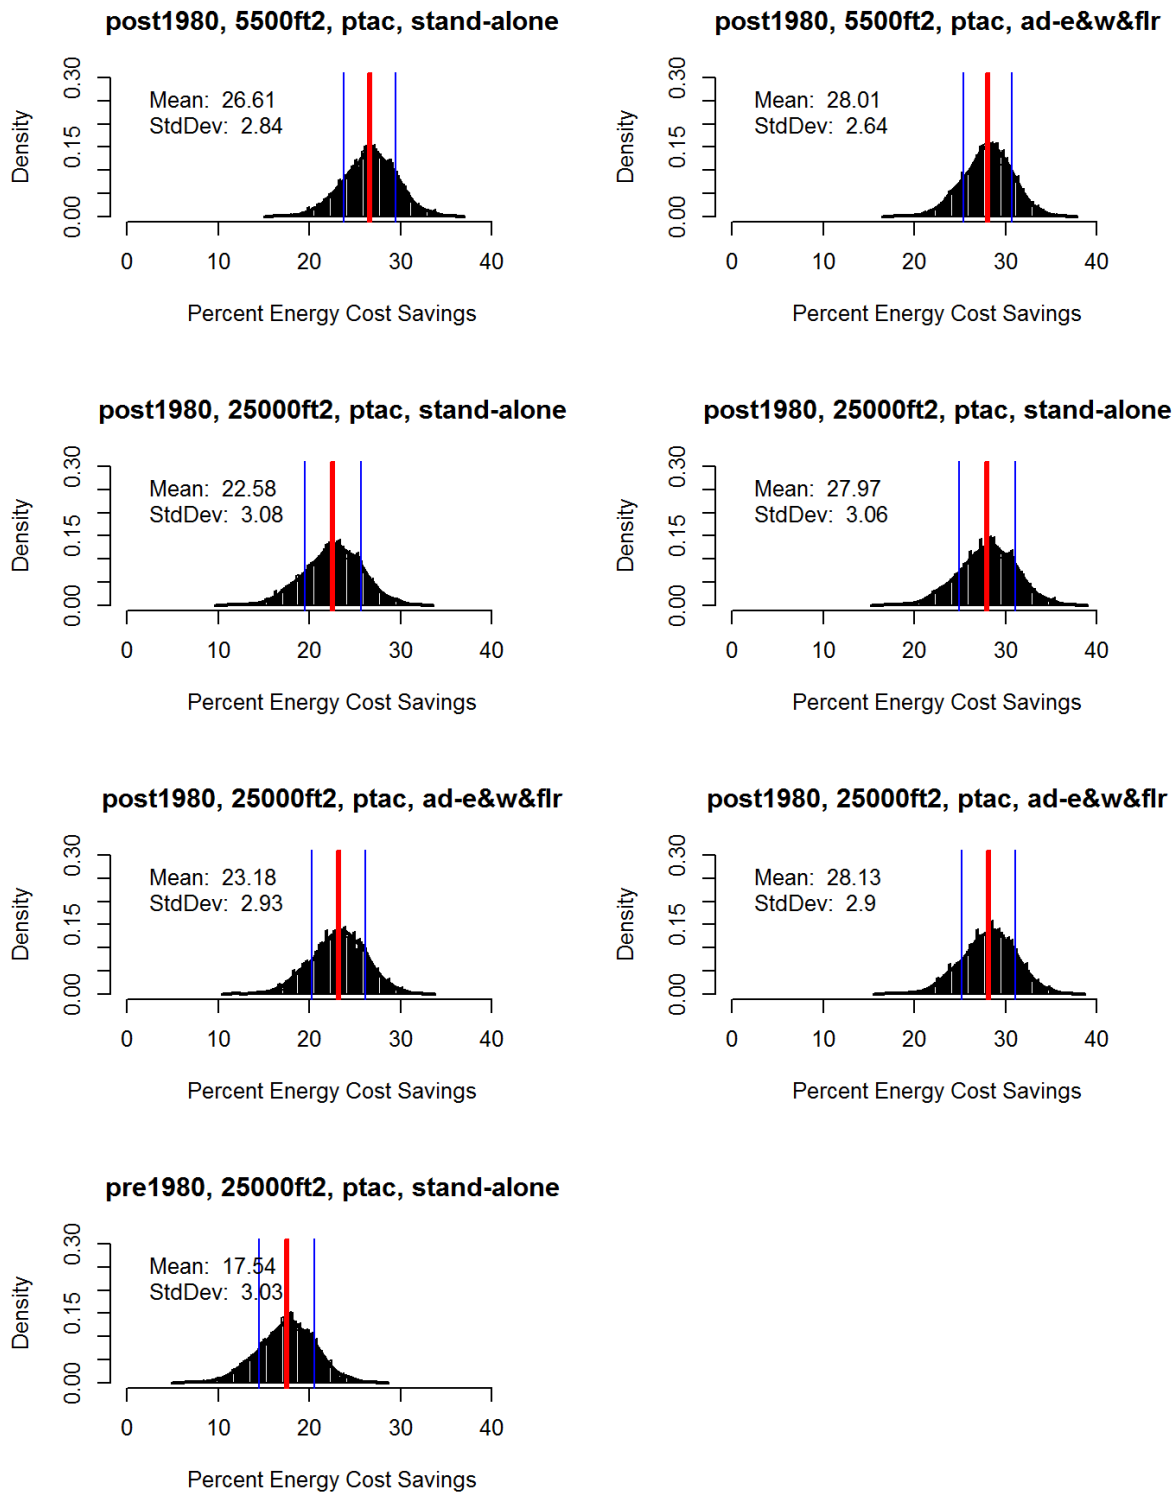 post1980, 5500ft2, ptac, stand-alone
Mean: 26.61
StdDev: 2.84
Density
0.00 0.15 0.30
0 10 20 30 40
Percent Energy Cost Savings
post1980, 5500ft2, ptac, ad-e&w&flr
Mean: 28.01
StdDev: 2.64
Density
0.00 0.15 0.30
0 10 20 30 40
Percent Energy Cost Savings
post1980, 25000ft2, ptac, stand-alone
Mean: 22.58
StdDev: 3.08
Density
0.00 0.15 0.30
0 10 20 30 40
Percent Energy Cost Savings
post1980, 25000ft2, ptac, stand-alone
Mean: 27.97
StdDev: 3.06
Density
0.00 0.15 0.30
0 10 20 30 40
Percent Energy Cost Savings
post1980, 25000ft2, ptac, ad-e&w&flr
Mean: 23.18
StdDev: 2.93
Density
0.00 0.15 0.30
0 10 20 30 40
Percent Energy Cost Savings
post1980, 25000ft2, ptac, ad-e&w&flr
Mean: 28.13
StdDev: 2.9
Density
0.00 0.15 0.30
0 10 20 30 40
Percent Energy Cost Savings
pre1980, 25000ft2, ptac, stand-alone
Mean: 17.54
StdDev: 3.03
Density
0.00 0.15 0.30
0 10 20 30 40
Percent Energy Cost Savings